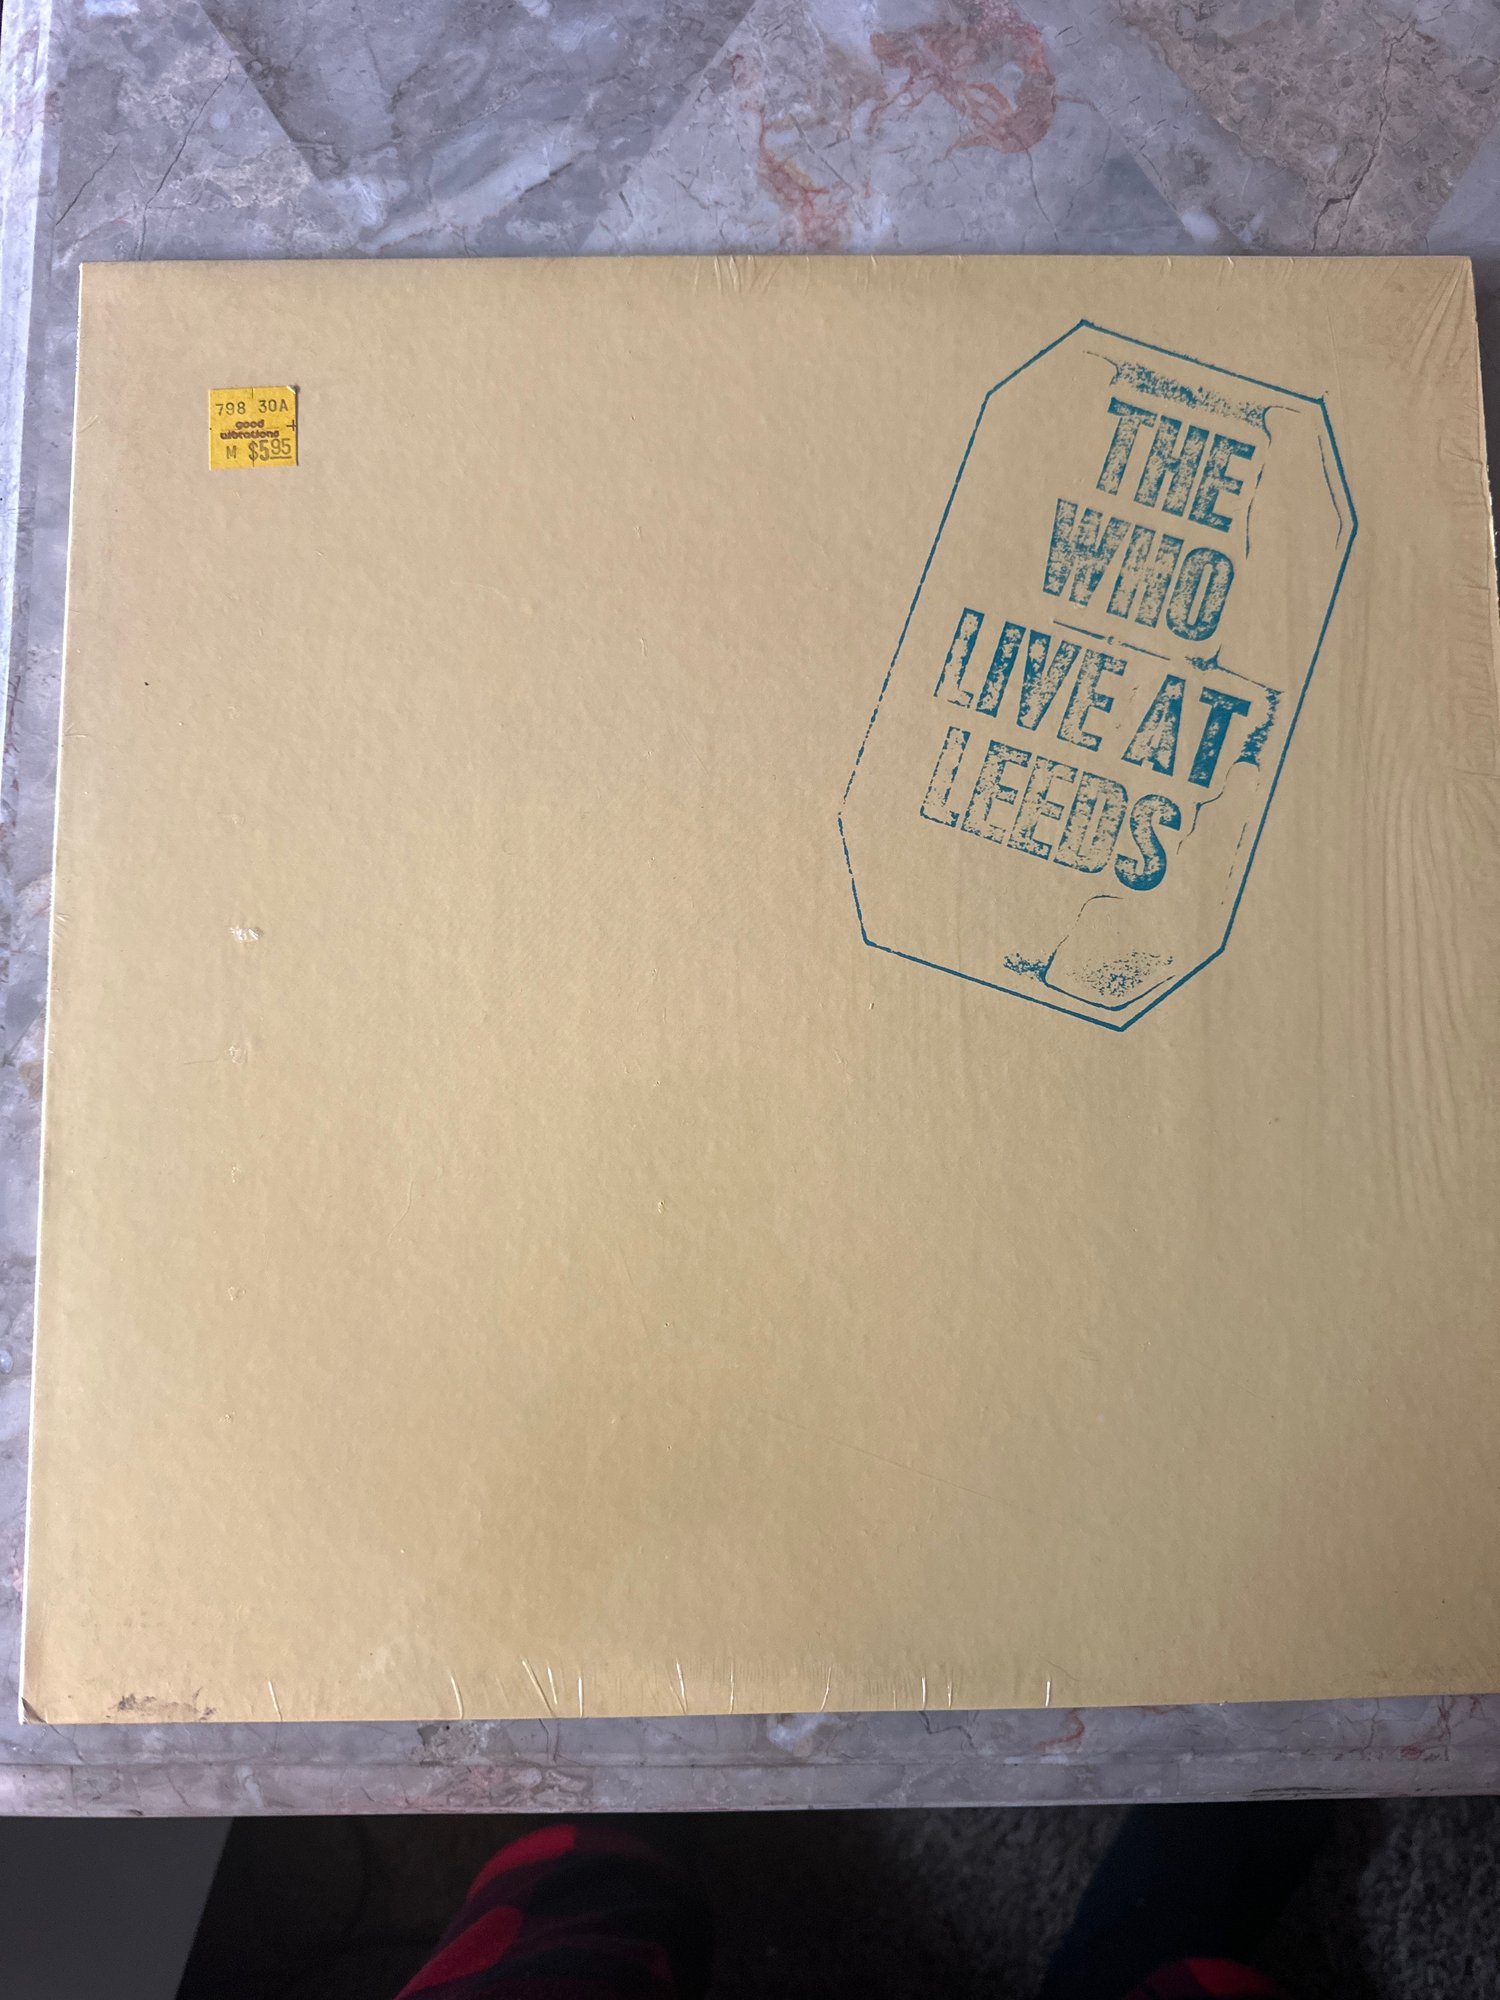 798 30A
good
vibrations
M $5.95
THE
WHO
LIVE AT
LEEDS